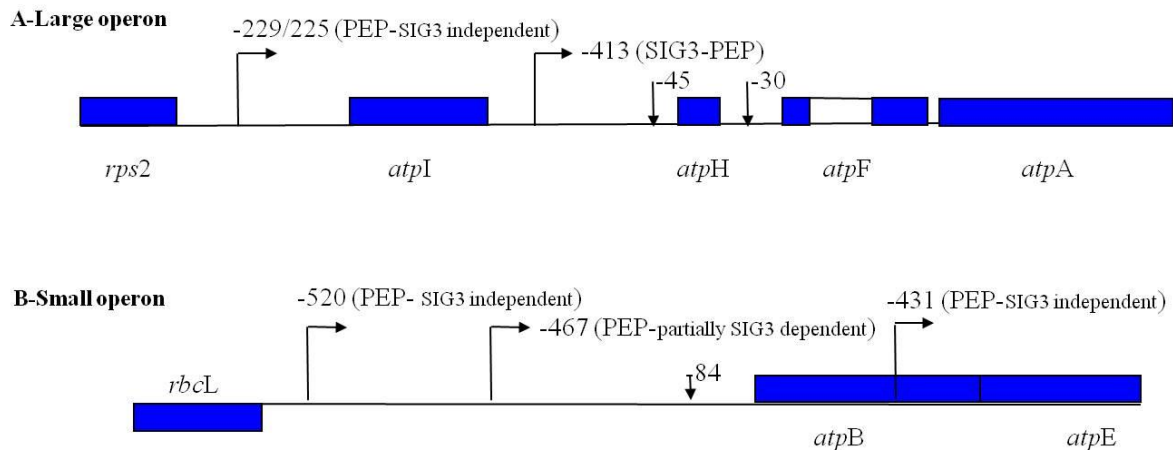 A-Large operon
-229/225 (PEP-SIG3 independent)
-413 (SIG3-PEP)
-45
-30
rps2
atpI
atpH
atpF
atpA
B-Small operon
-520 (PEP- SIG3 independent)
-467 (PEP-partially SIG3 dependent)
-431 (PEP-SIG3 independent)
-84
rbcL
atpB
atpE